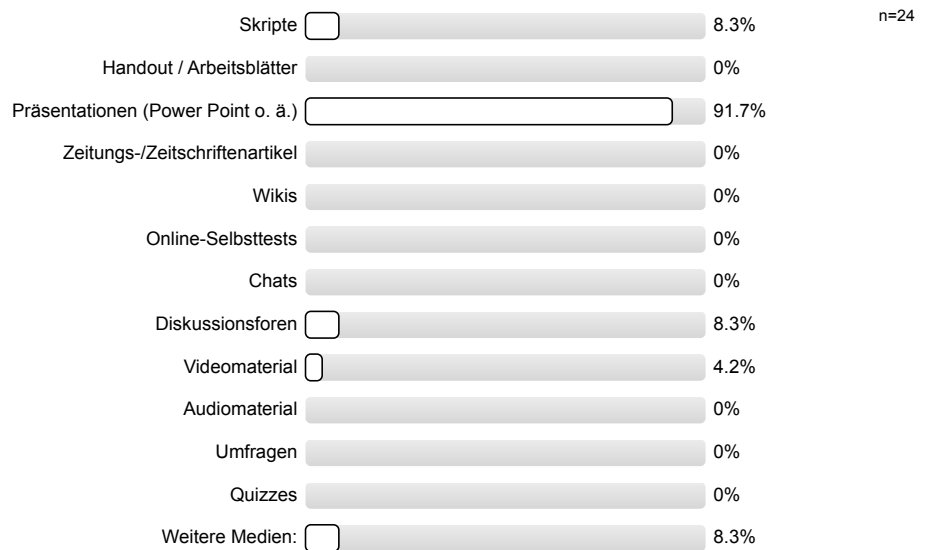 Skripte 8.3% n=24
Handout / Arbeitsblätter 0%
Präsentationen (Power Point o. ä.) 91.7%
Zeitungs-/Zeitschriftenartikel 0%
Wikis 0%
Online-Selbsttests 0%
Chats 0%
Diskussionsforen 8.3%
Videomaterial 4.2%
Audiomaterial 0%
Umfragen 0%
Quizzes 0%
Weitere Medien: 8.3%